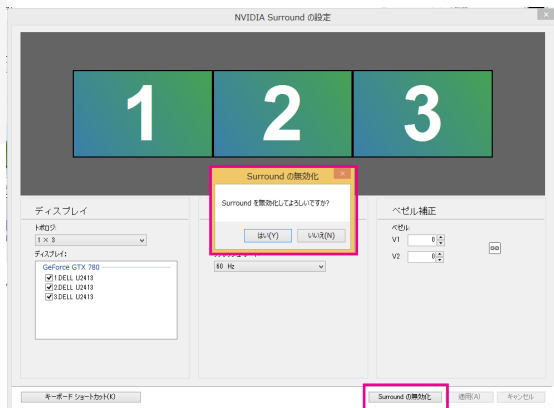 NVIDIA Surround の設定
1
2
3
Surround の無効化
Surround を無効化してよろしいですか?
はい(Y)
いいえ(N)
ディスプレイ
トポロジ:
1 × 3
ディスプレイ:
GeForce GTX 780
1.DELL U2413
2.DELL U2413
3.DELL U2413
60 Hz
ベゼル補正
ベゼル:
V1 0
V2 0
キーボード ショートカット(K)
Surround の無効化
適用(A)
キャンセル